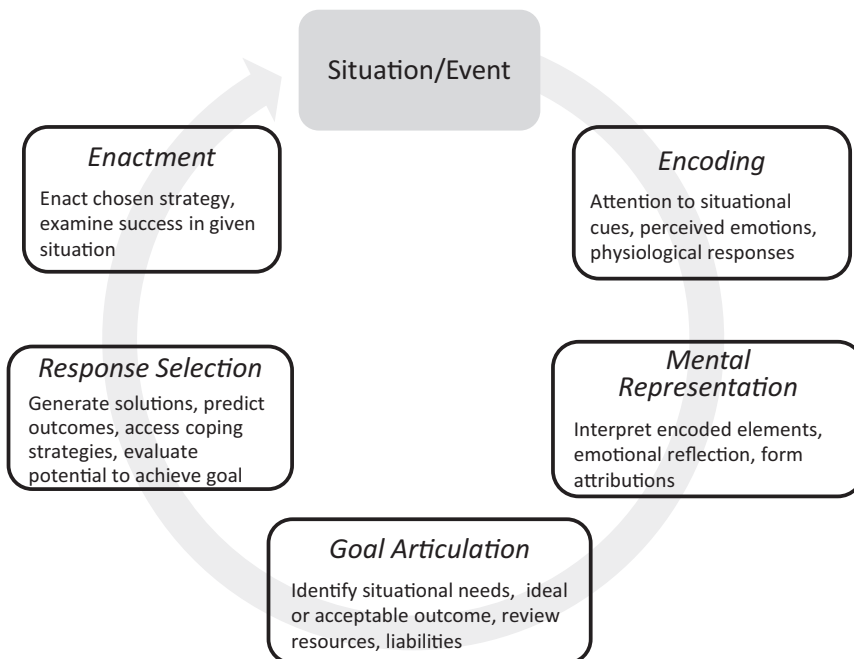 Situation/Event
Encoding
Attention to situational
cues, perceived emotions,
physiological responses
Mental
Representation
Interpret encoded elements,
emotional reflection, form
attributions
Goal Articulation
Identify situational needs,  ideal
or acceptable outcome, review
resources, liabilities
Response Selection
Generate solutions, predict
outcomes, access coping
strategies, evaluate
potential to achieve goal
Enactment
Enact chosen strategy,
examine success in given
situation